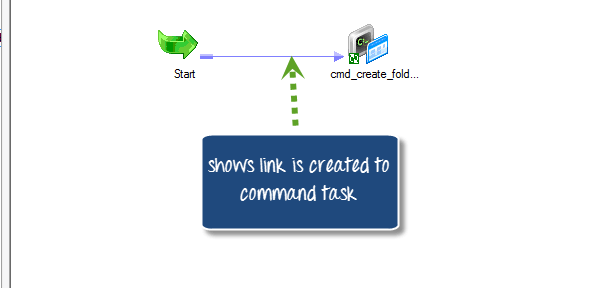 Start
cmd_create_fold...
shows link is created to
command task